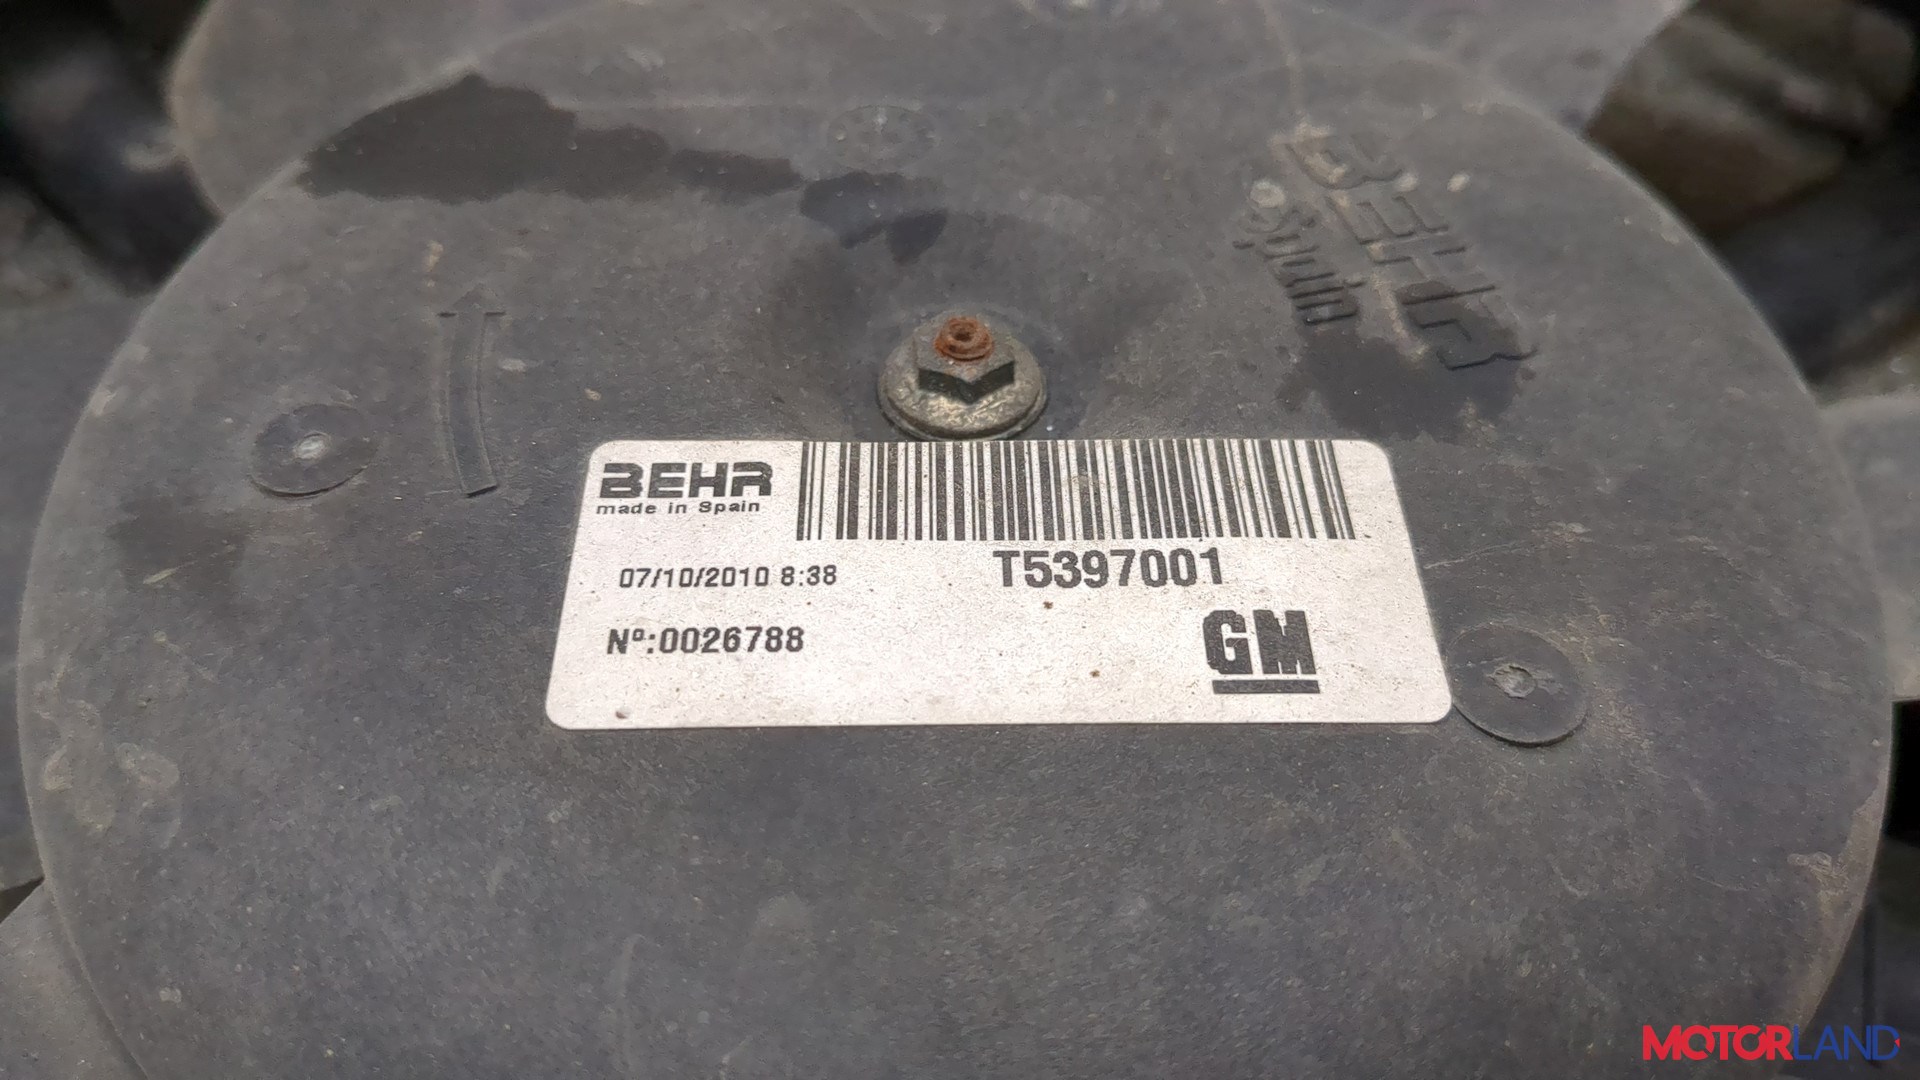 BEHR
Spain
BEHR
made in Spain
07/10/2010 8:38
T5397001
Nº:0026788
GM
MOTORLAND